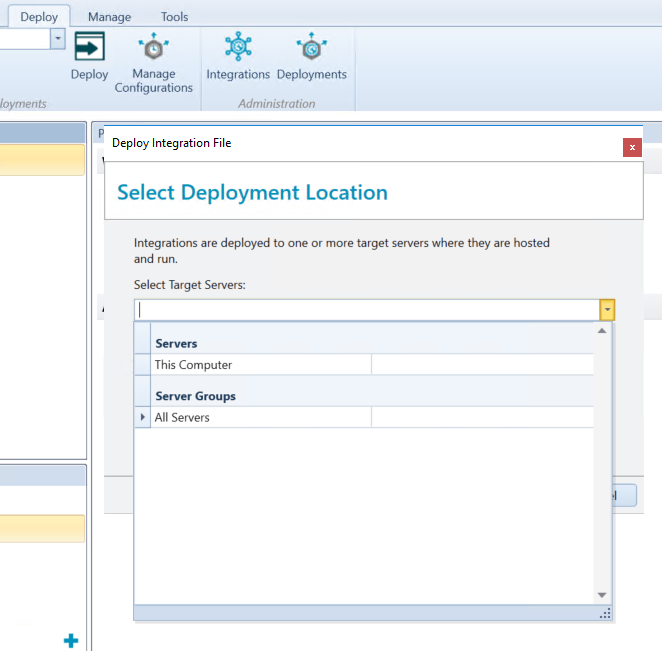 Deploy Manage Tools
Deploy
Manage
Configurations
Integrations Deployments
Administration
Deploy Integration File
x
Select Deployment Location
Integrations are deployed to one or more target servers where they are hosted
and run.
Select Target Servers:
Servers
This Computer
Server Groups
All Servers